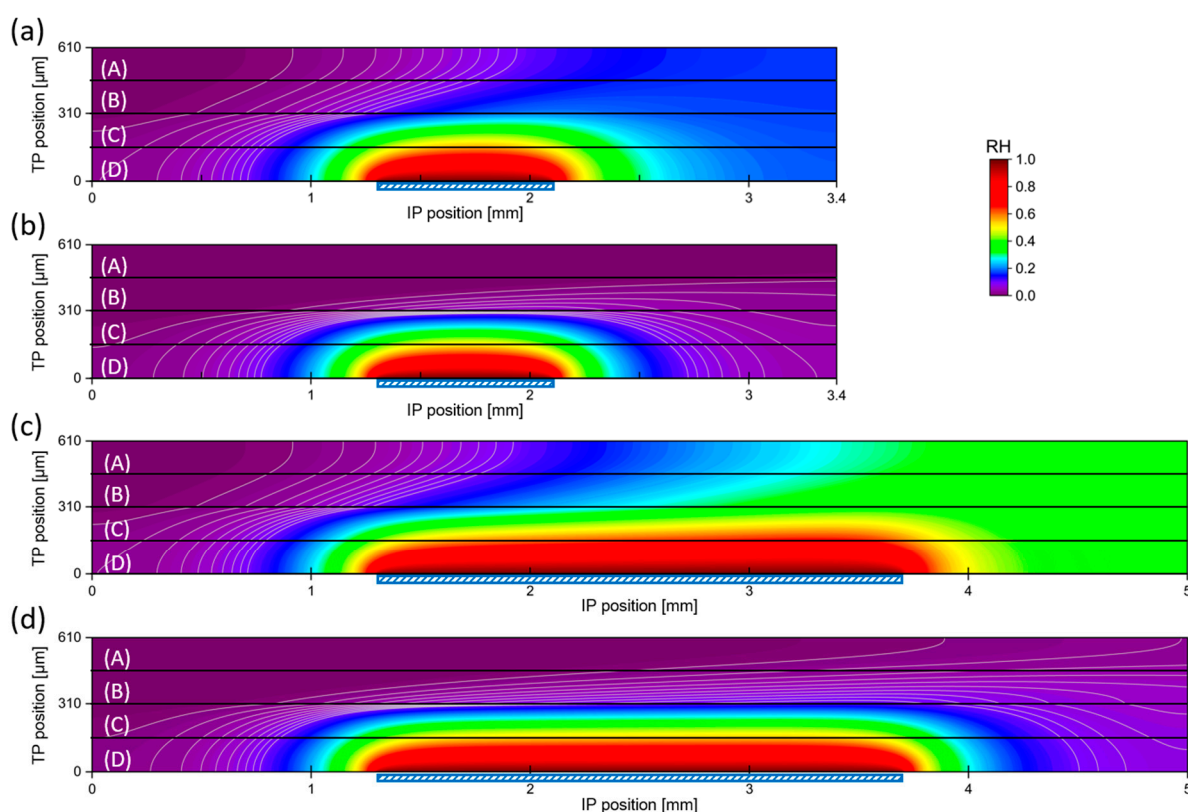 (a)
TP position [µm]
610
310
0
(A)
(B)
(C)
(D)
0
1
2
3
3.4
IP position [mm]
RH
1.0
0.8
0.6
0.4
0.2
0.0
(b)
TP position [µm]
610
310
0
(A)
(B)
(C)
(D)
0
1
2
3
3.4
IP position [mm]
(c)
TP position [µm]
610
310
0
(A)
(B)
(C)
(D)
0
1
2
3
4
5
IP position [mm]
(d)
TP position [µm]
610
310
0
(A)
(B)
(C)
(D)
0
1
2
3
4
5
IP position [mm]